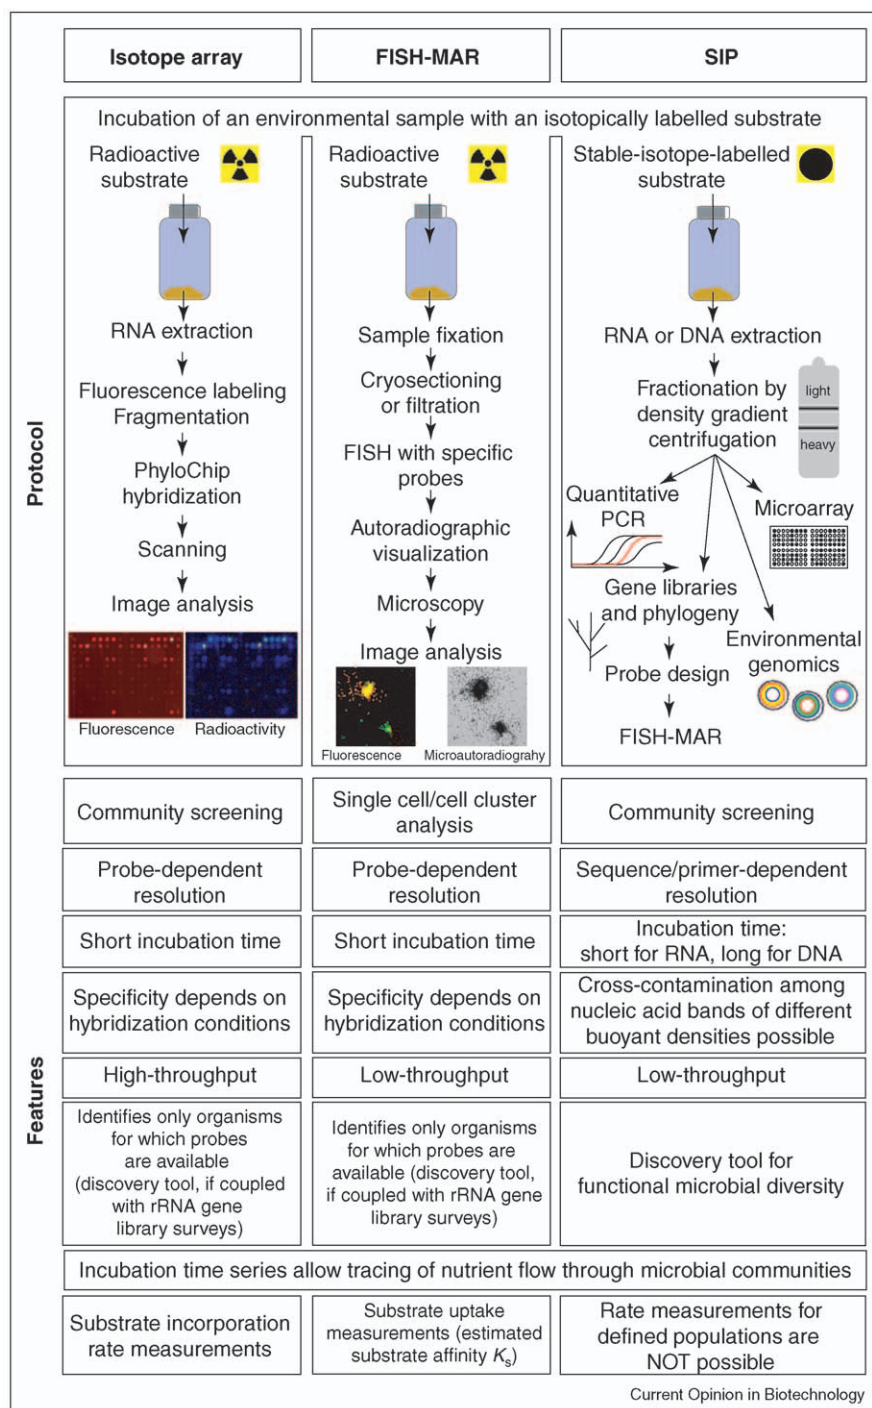 Isotope array
FISH-MAR
SIP
Protocol
Incubation of an environmental sample with an isotopically labelled substrate
Radioactive
substrate
RNA extraction
Fluorescence labeling
Fragmentation
PhyloChip
hybridization
Scanning
Image analysis
Fluorescence
Radioactivity
Radioactive
substrate
Sample fixation
Cryosectioning
or filtration
FISH with specific
probes
Autoradiographic
visualization
Microscopy
Image analysis
Fluorescence
Microautoradiograhy
Stable-isotope-labelled
substrate
RNA or DNA extraction
Fractionation by
density gradient
centrifugation
light
heavy
Quantitative
PCR
Microarray
Gene libraries
and phylogeny
Environmental
genomics
Probe design
FISH-MAR
Features
Community screening
Single cell/cell cluster
analysis
Community screening
Probe-dependent
resolution
Probe-dependent
resolution
Sequence/primer-dependent
resolution
Short incubation time
Short incubation time
Incubation time:
short for RNA, long for DNA
Specificity depends on
hybridization conditions
Specificity depends on
hybridization conditions
Cross-contamination among
nucleic acid bands of different
buoyant densities possible
High-throughput
Low-throughput
Low-throughput
Identifies only organisms
for which probes
are available
(discovery tool, if coupled
with rRNA gene
library surveys)
Identifies only organisms
for which probes are
available (discovery tool,
if coupled with rRNA gene
library surveys)
Discovery tool for
functional microbial diversity
Incubation time series allow tracing of nutrient flow through microbial communities
Substrate incorporation
rate measurements
Substrate uptake
measurements (estimated
substrate affinity Ks)
Rate measurements for
defined populations are
NOT possible
Current Opinion in Biotechnology